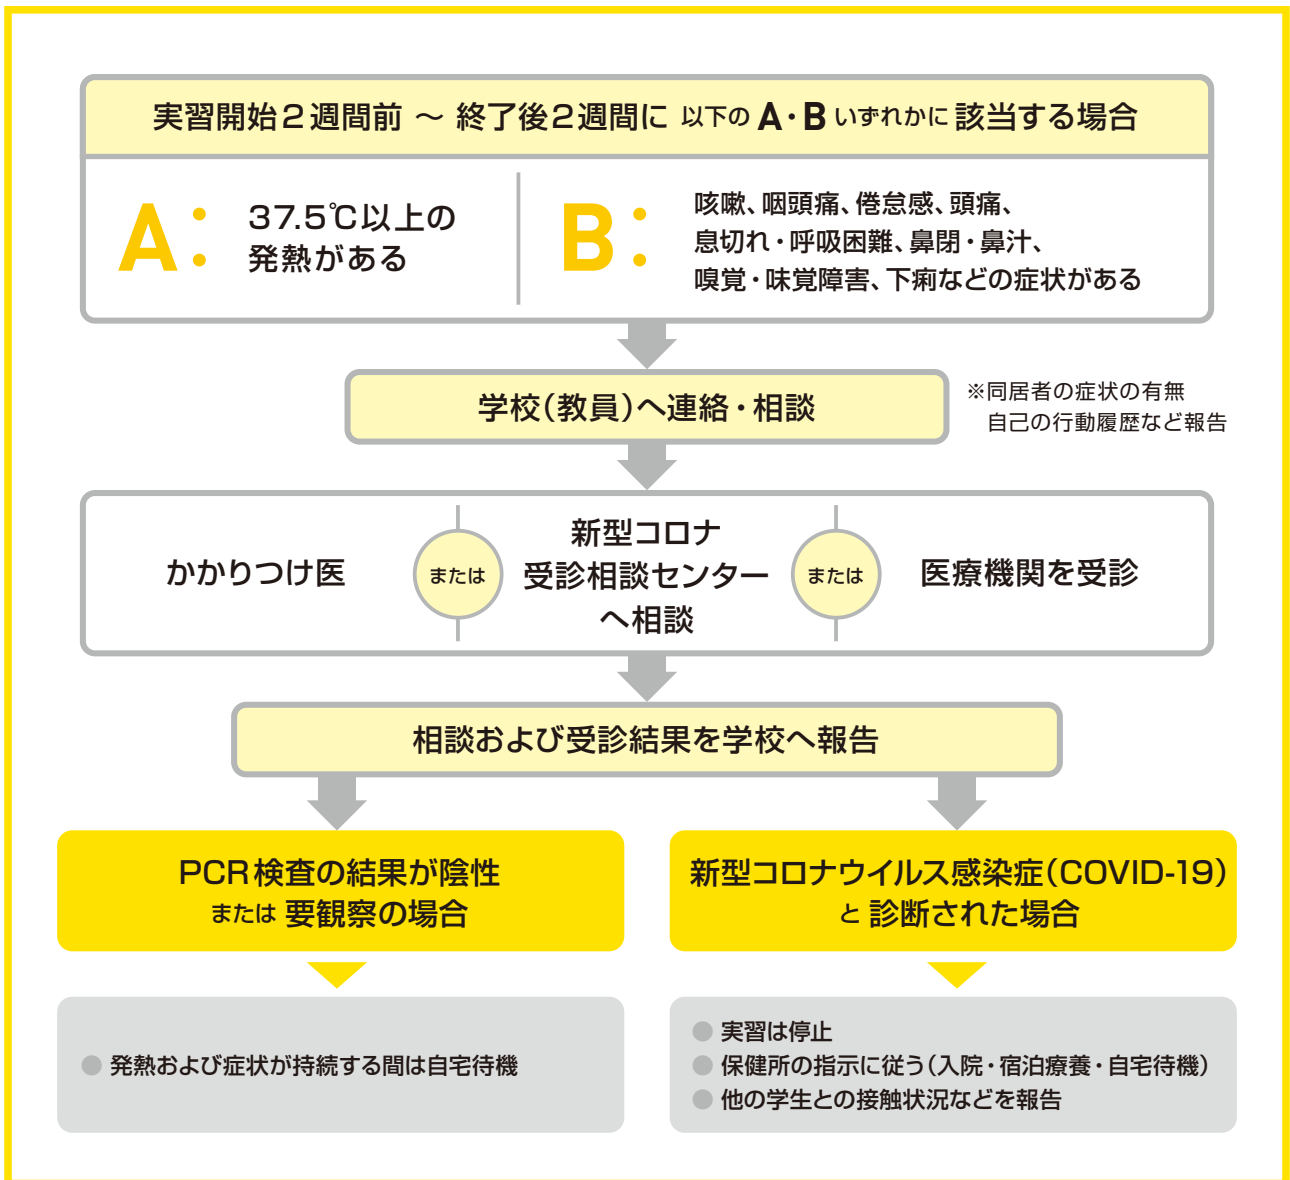 実習開始2週間前 ～ 終了後2週間に 以下の A・B いずれかに 該当する場合
A： 37.5℃以上の
発熱がある
B： 咳嗽、咽頭痛、倦怠感、頭痛、
息切れ・呼吸困難、鼻閉・鼻汁、
嗅覚・味覚障害、下痢などの症状がある
学校（教員）へ連絡・相談
※同居者の症状の有無
自己の行動履歴など報告
かかりつけ医
または
新型コロナ
受診相談センター
へ相談
または
医療機関を受診
相談および受診結果を学校へ報告
PCR検査の結果が陰性
または 要観察の場合
● 発熱および症状が持続する間は自宅待機
新型コロナウイルス感染症（COVID-19）
と 診断された場合
● 実習は停止
● 保健所の指示に従う（入院・宿泊療養・自宅待機）
● 他の学生との接触状況などを報告